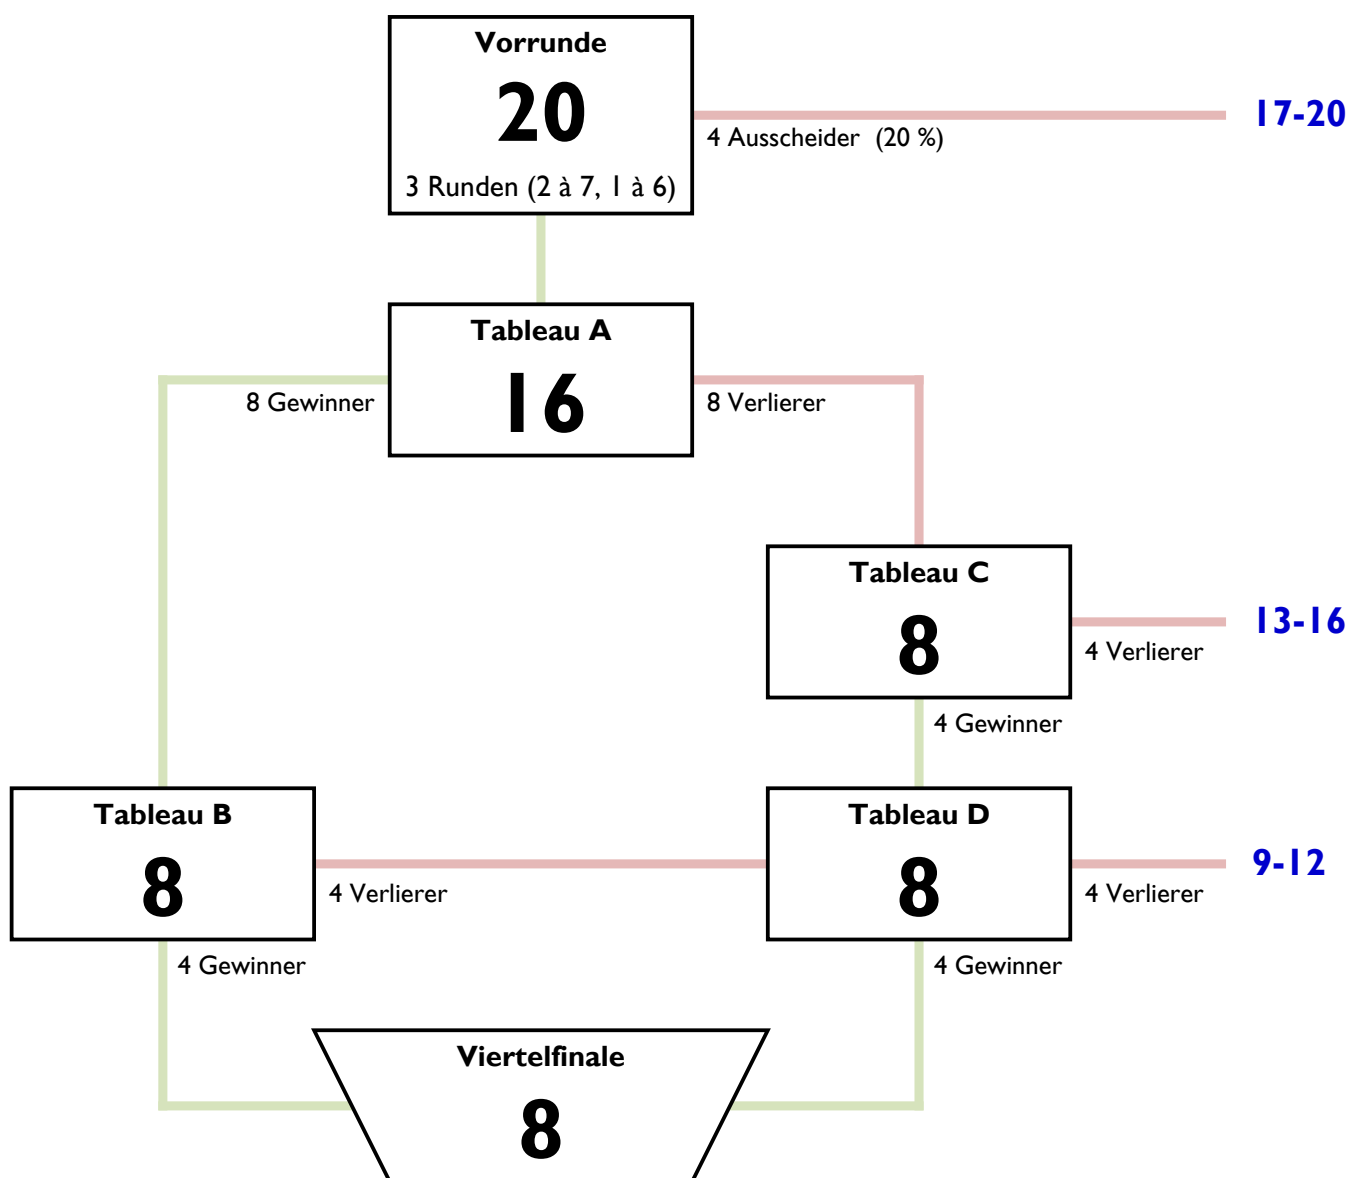 Vorrunde
20
3 Runden (2 à 7, 1 à 6)
4 Ausscheider (20 %)
17-20
Tableau A
16
8 Gewinner
8 Verlierer
Tableau C
8
4 Verlierer
13-16
4 Gewinner
Tableau B
8
4 Verlierer
4 Gewinner
Tableau D
8
4 Verlierer
9-12
4 Gewinner
Viertelfinale
8